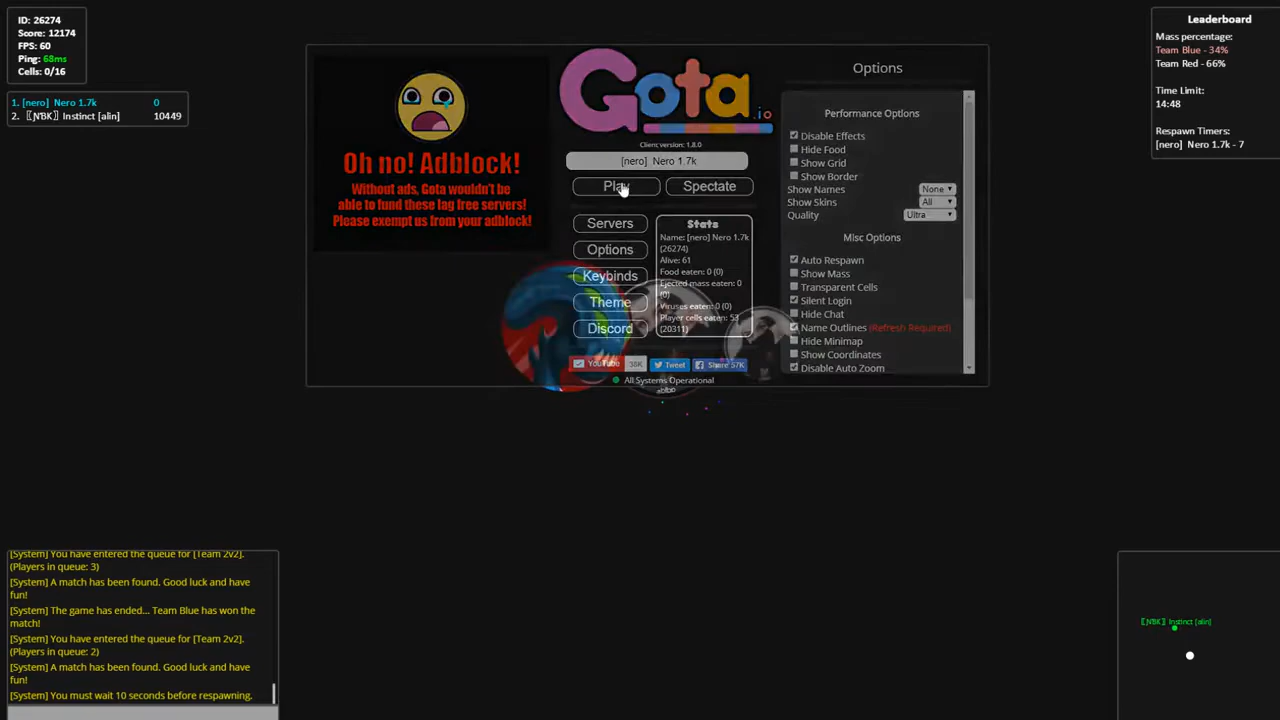 ID: 26274
Score: 12174
FPS: 60
Ping: 68ms
Cells: 0/16
1. [nero] Nero 1.7k 0
2. 〖ƝƁƘ〗 Instinct [alin] 10449
Oh no! Adblock!
Without ads, Gota wouldn't be
able to fund these lag free servers!
Please exempt us from your adblock!
Gota.io
Client version: 1.8.0
[nero] Nero 1.7k
Play
Spectate
Servers
Options
Keybinds
Theme
Discord
Stats
Name: [nero] Nero 1.7k
(26274)
Alive: 61
Food eaten: 0 (0)
Ejected mass eaten: 0
(0)
Viruses eaten: 0 (0)
Player cells eaten: 53
(20311)
YouTube 36K
Tweet
Share 57K
All Systems Operational
Options
Performance Options
Disable Effects
Hide Food
Show Grid
Show Border
Show Names None
Show Skins All
Quality Ultra
Misc Options
Auto Respawn
Show Mass
Transparent Cells
Silent Login
Hide Chat
Name Outlines (Refresh Required)
Hide Minimap
Show Coordinates
Disable Auto Zoom
Leaderboard
Mass percentage:
Team Blue - 34%
Team Red - 66%
Time Limit:
14:48
Respawn Timers:
[nero] Nero 1.7k - 7
[System] You have entered the queue for [Team 2v2].
(Players in queue: 3)
[System] A match has been found. Good luck and have
fun!
[System] The game has ended... Team Blue has won the
match!
[System] You have entered the queue for [Team 2v2].
(Players in queue: 2)
[System] A match has been found. Good luck and have
fun!
[System] You must wait 10 seconds before respawning.
〖ƝƁƘ〗 Instinct [alin]